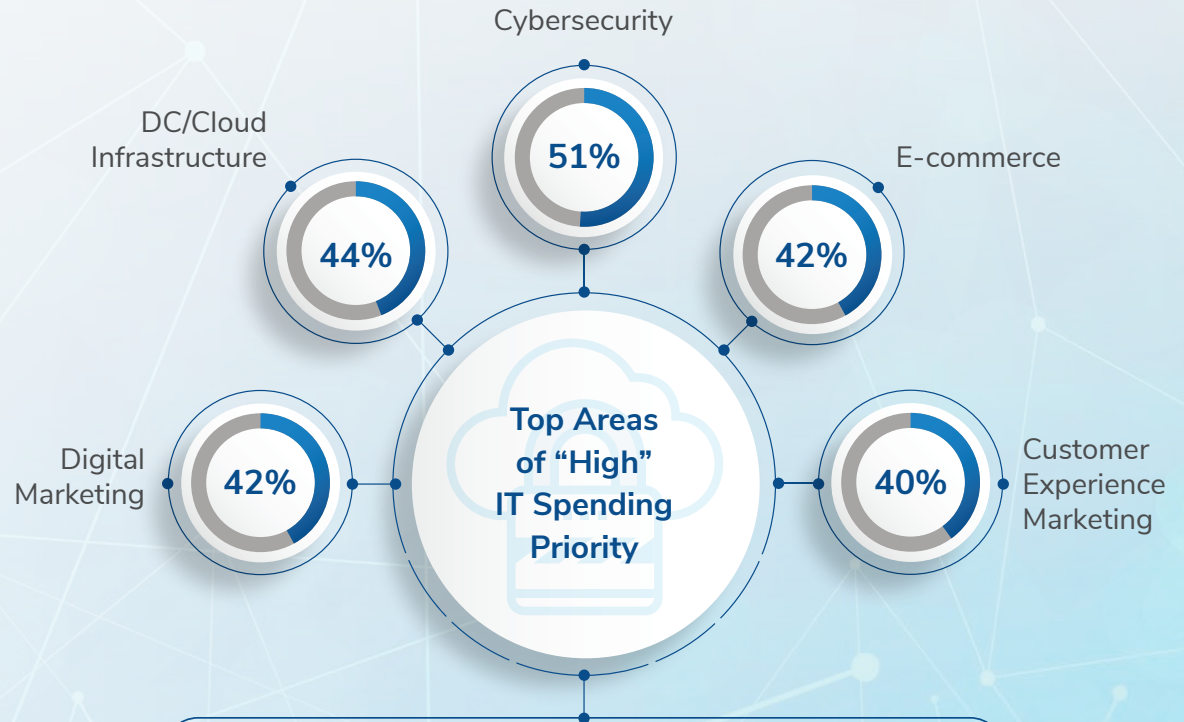 Cybersecurity
51%
DC/Cloud
Infrastructure
44%
E-commerce
42%
Digital
Marketing
42%
Top Areas
of “High”
IT Spending
Priority
40%
Customer
Experience
Marketing